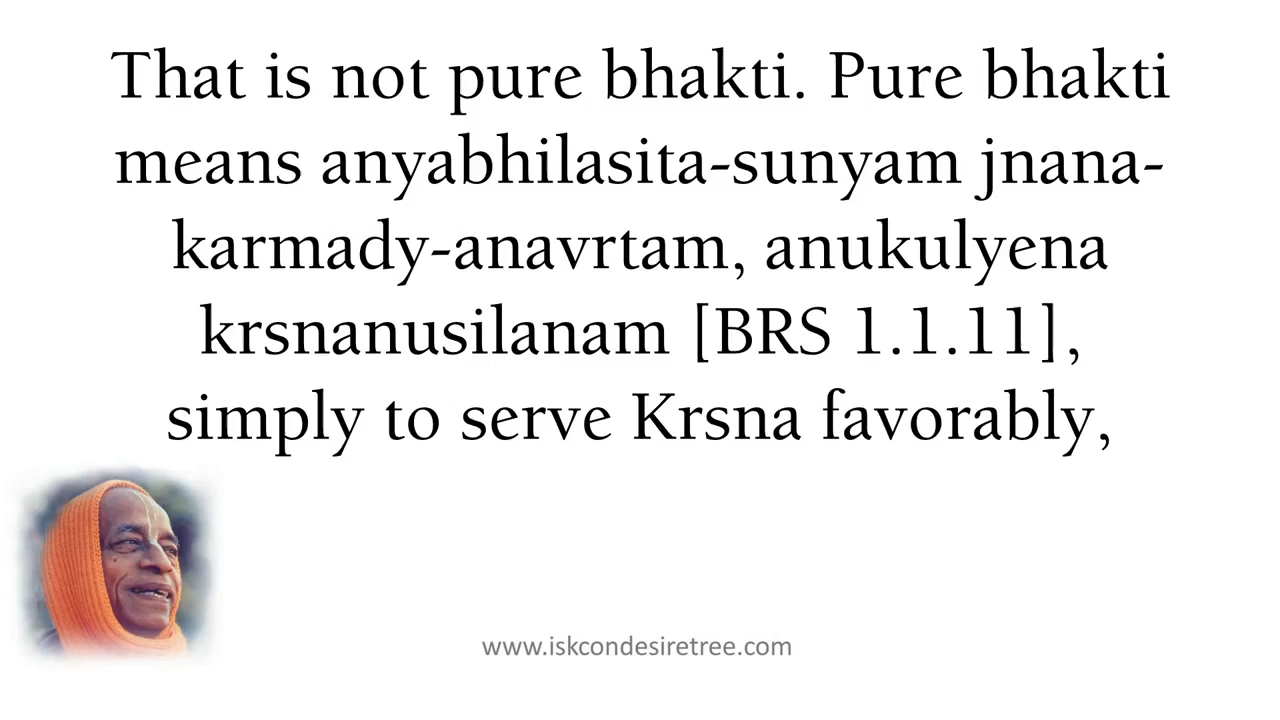 That is not pure bhakti. Pure bhakti
means anyabhilasita-sunyam jnana-
karmady-anavrtam, anukulyena
krsnanusilanam [BRS 1.1.11],
simply to serve Krsna favorably,
www.iskcondesiretree.com